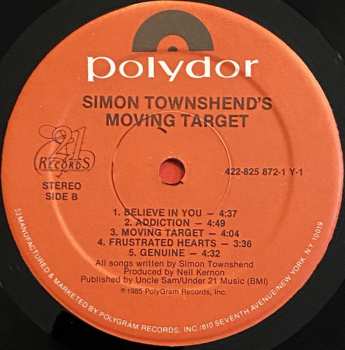 polydor
SIMON TOWNSHEND'S
MOVING TARGET
21
RECORDS
422-825 872-1 Y-1
STEREO
SIDE B
1. BELIEVE IN YOU — 4:37
2. ADDICTION — 4:49
3. MOVING TARGET — 4:04
4. FRUSTRATED HEARTS — 3:36
5. GENUINE — 4:32
All songs written by Simon Townshend
Produced by Neil Kernon
Published by Uncle Sam/Under 21 Music (BMI)
℗1985 PolyGram Records, Inc.
MANUFACTURED & MARKETED BY POLYGRAM RECORDS, INC./810 SEVENTH AVENUE/NEW YORK, N.Y. 10019